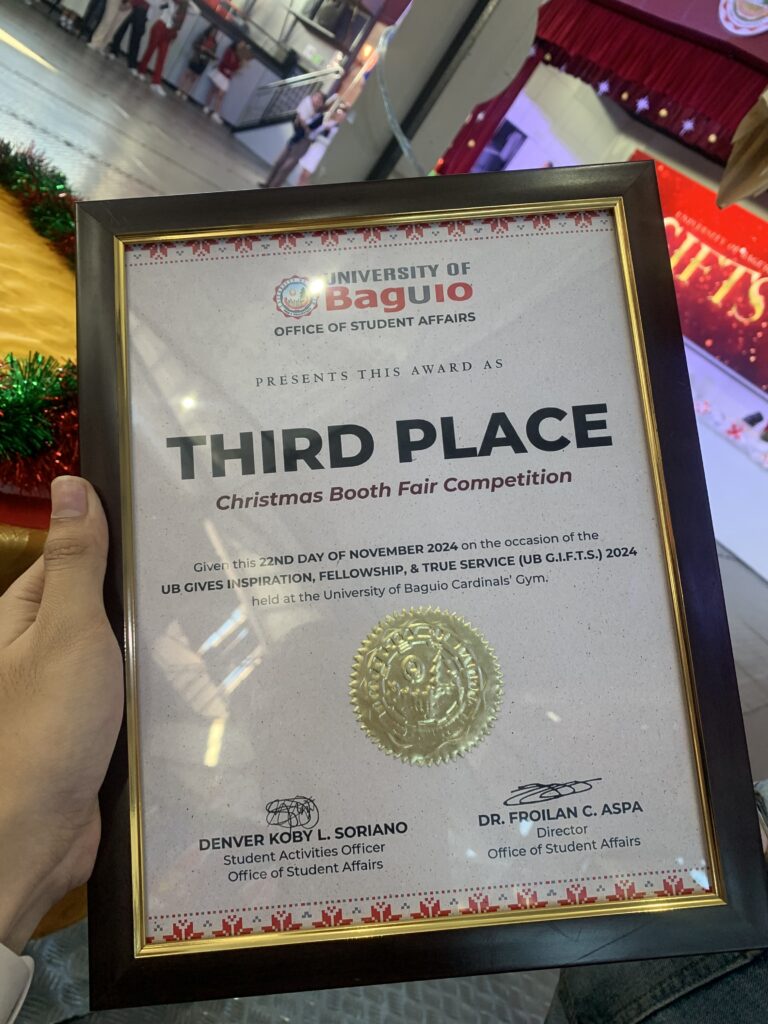 UNIVERSITY OF
BAGUIO
OFFICE OF STUDENT AFFAIRS
PRESENTS THIS AWARD AS
THIRD PLACE
Christmas Booth Fair Competition
Given this 22ND DAY OF NOVEMBER 2024 on the occasion of the
UB GIVES INSPIRATION, FELLOWSHIP, & TRUE SERVICE (UB G.I.F.T.S.) 2024
held at the University of Baguio Cardinals' Gym.
DENVER KOBY L. SORIANO
Student Activities Officer
Office of Student Affairs
DR. FROILAN C. ASPA
Director
Office of Student Affairs
UNIVERSITY OF
GIFTS